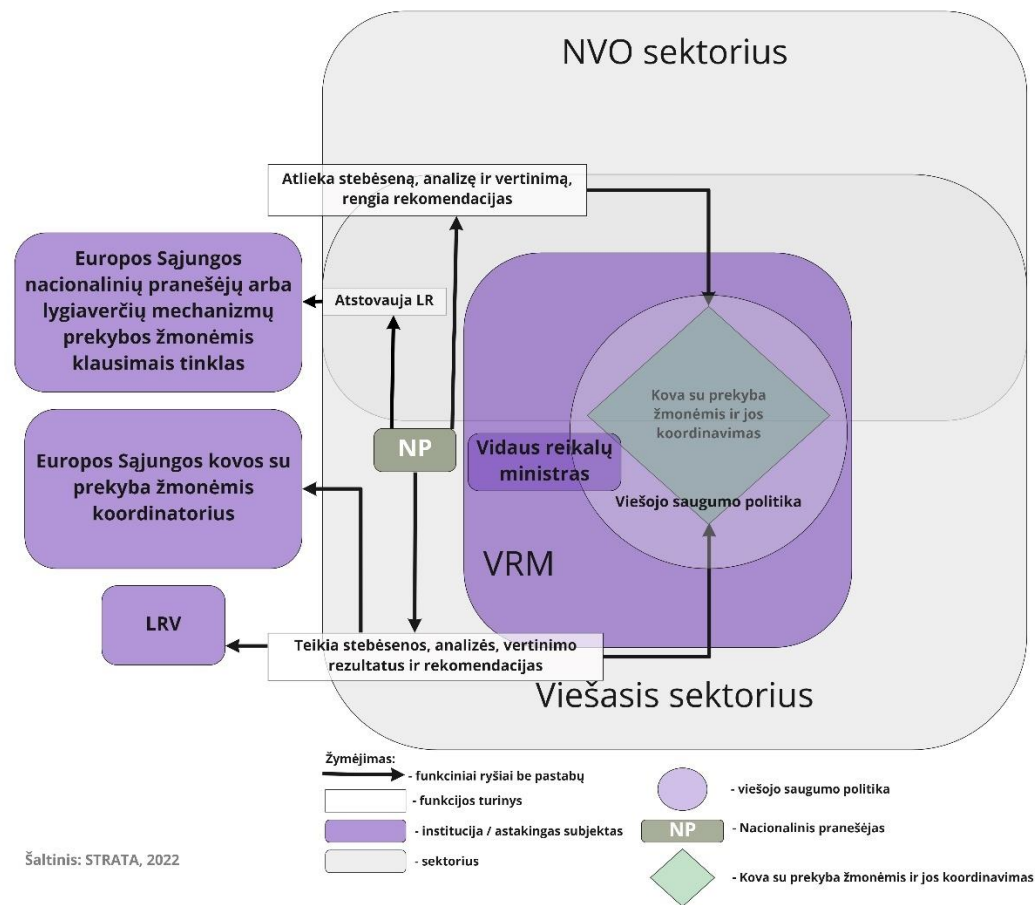 NVO sektorius
Atlieka stebėseną, analizę ir vertinimą,
rengia rekomendacijas
Europos Sąjungos
nacionalinių pranešėjų arba
lygiaverčių mechanizmų
prekybos žmonėmis
klausimais tinklas
Atstovauja LR
Kova su prekyba
žmonėmis ir jos
koordinavimas
NP
Vidaus reikalų
ministras
Europos Sąjungos kovos su
prekyba žmonėmis
koordinatorius
Viešojo saugumo politika
VRM
LRV
Teikia stebėsenos, analizės, vertinimo
rezultatus ir rekomendacijas
Viešasis sektorius
Žymėjimas:
- funkciniai ryšiai be pastabų
- funkcijos turinys
- institucija / astakingas subjektas
- sektorius
- viešojo saugumo politika
NP
- Nacionalinis pranešėjas
- Kova su prekyba žmonėmis ir jos koordinavimas
Šaltinis: STRATA, 2022